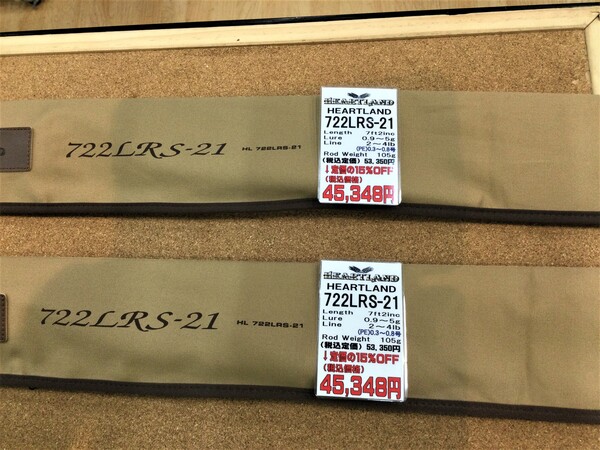 722LRS-21 HL 722LRS-21
HEARTLAND
HEARTLAND
722LRS-21
Length 7ft2inc
Lure 0.9～5g
Line 2～4lb
(PE)0.3～0.8号
Rod Weight 105g
(税込定価) 53,350円
↓定価の15％OFF
(税込価格)
45,348円
722LRS-21 HL 722LRS-21
HEARTLAND
HEARTLAND
722LRS-21
Length 7ft2inc
Lure 0.9～5g
Line 2～4lb
(PE)0.3～0.8号
Rod Weight 105g
(税込定価) 53,350円
↓定価の15％OFF
(税込価格)
45,348円